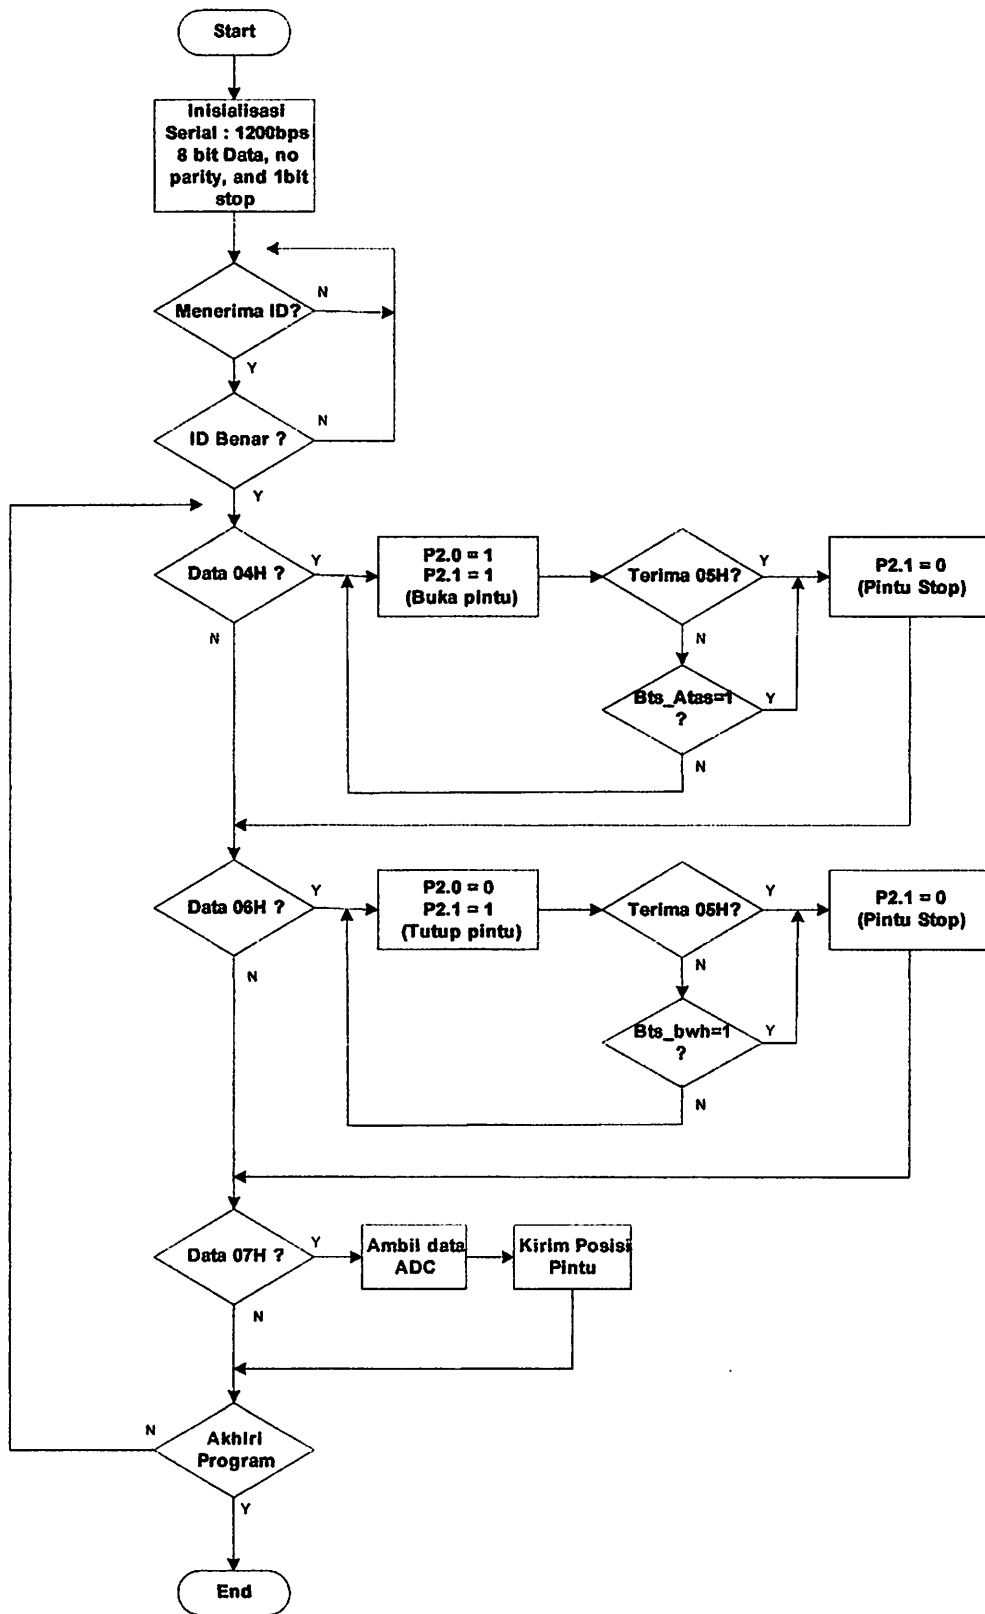 Start
Inisialisasi
Serial : 1200bps
8 bit Data, no
parity, and 1bit
stop
Menerima ID?
N
Y
ID Benar ?
N
Y
Data 04H ?
Y
N
P2.0 = 1
P2.1 = 1
(Buka pintu)
Terima 05H?
Y
N
P2.1 = 0
(Pintu Stop)
Bts_Atas=1
?
Y
N
Data 06H ?
Y
N
P2.0 = 0
P2.1 = 1
(Tutup pintu)
Terima 05H?
Y
N
P2.1 = 0
(Pintu Stop)
Bts_bwh=1
?
Y
N
Data 07H ?
Y
N
Ambil data
ADC
Kirim Posisi
Pintu
Akhiri
Program
N
Y
End